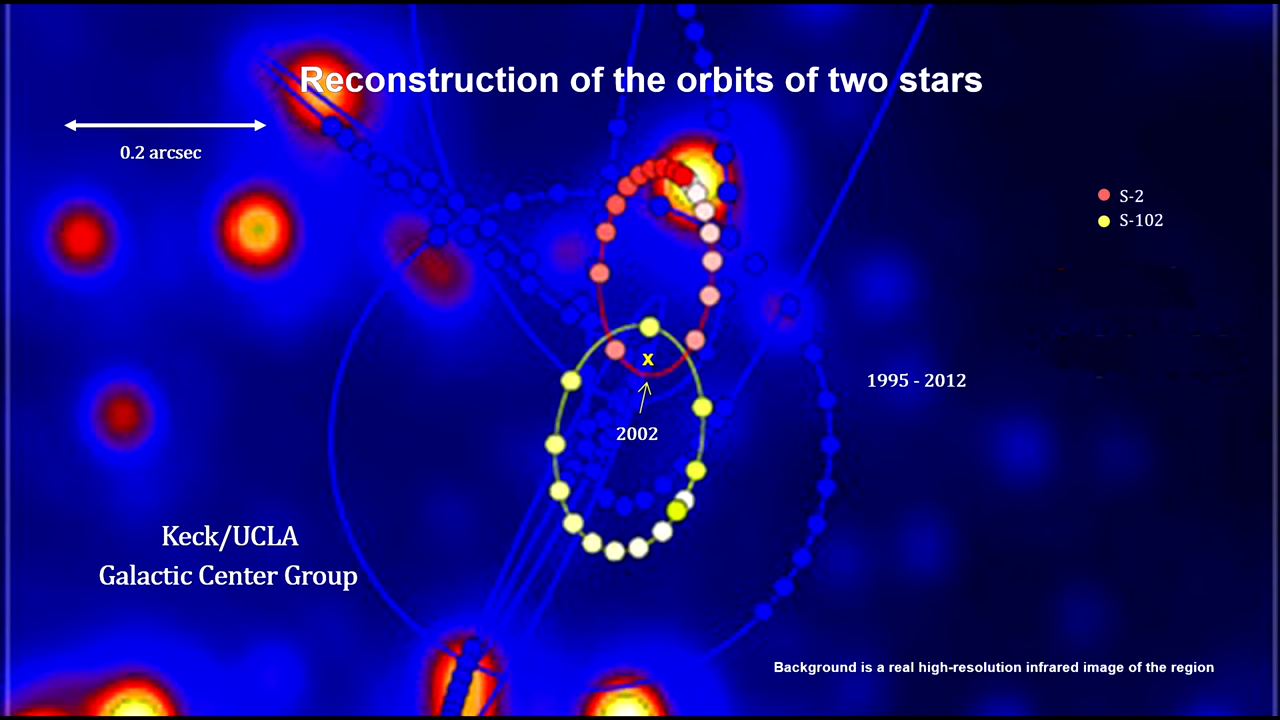 Reconstruction of the orbits of two stars
0.2 arcsec
S-2
S-102
x
1995 - 2012
2002
Keck/UCLA
Galactic Center Group
Background is a real high-resolution infrared image of the region